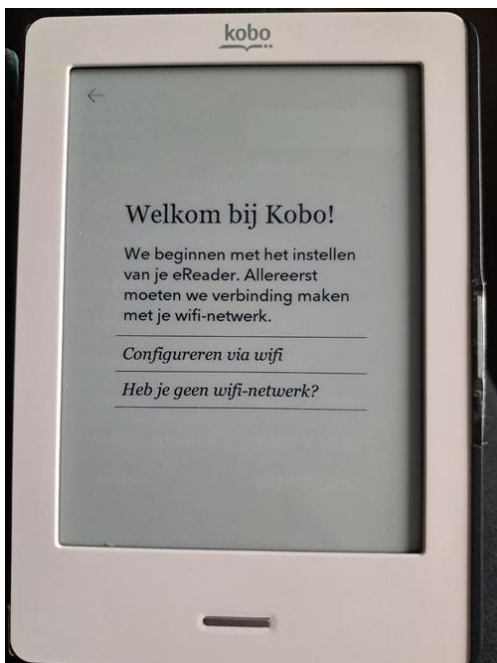 kobo
Welkom bij Kobo!
We beginnen met het instellen
van je eReader. Allereerst
moeten we verbinding maken
met je wifi-netwerk.
Configureren via wifi
Heb je geen wifi-netwerk?